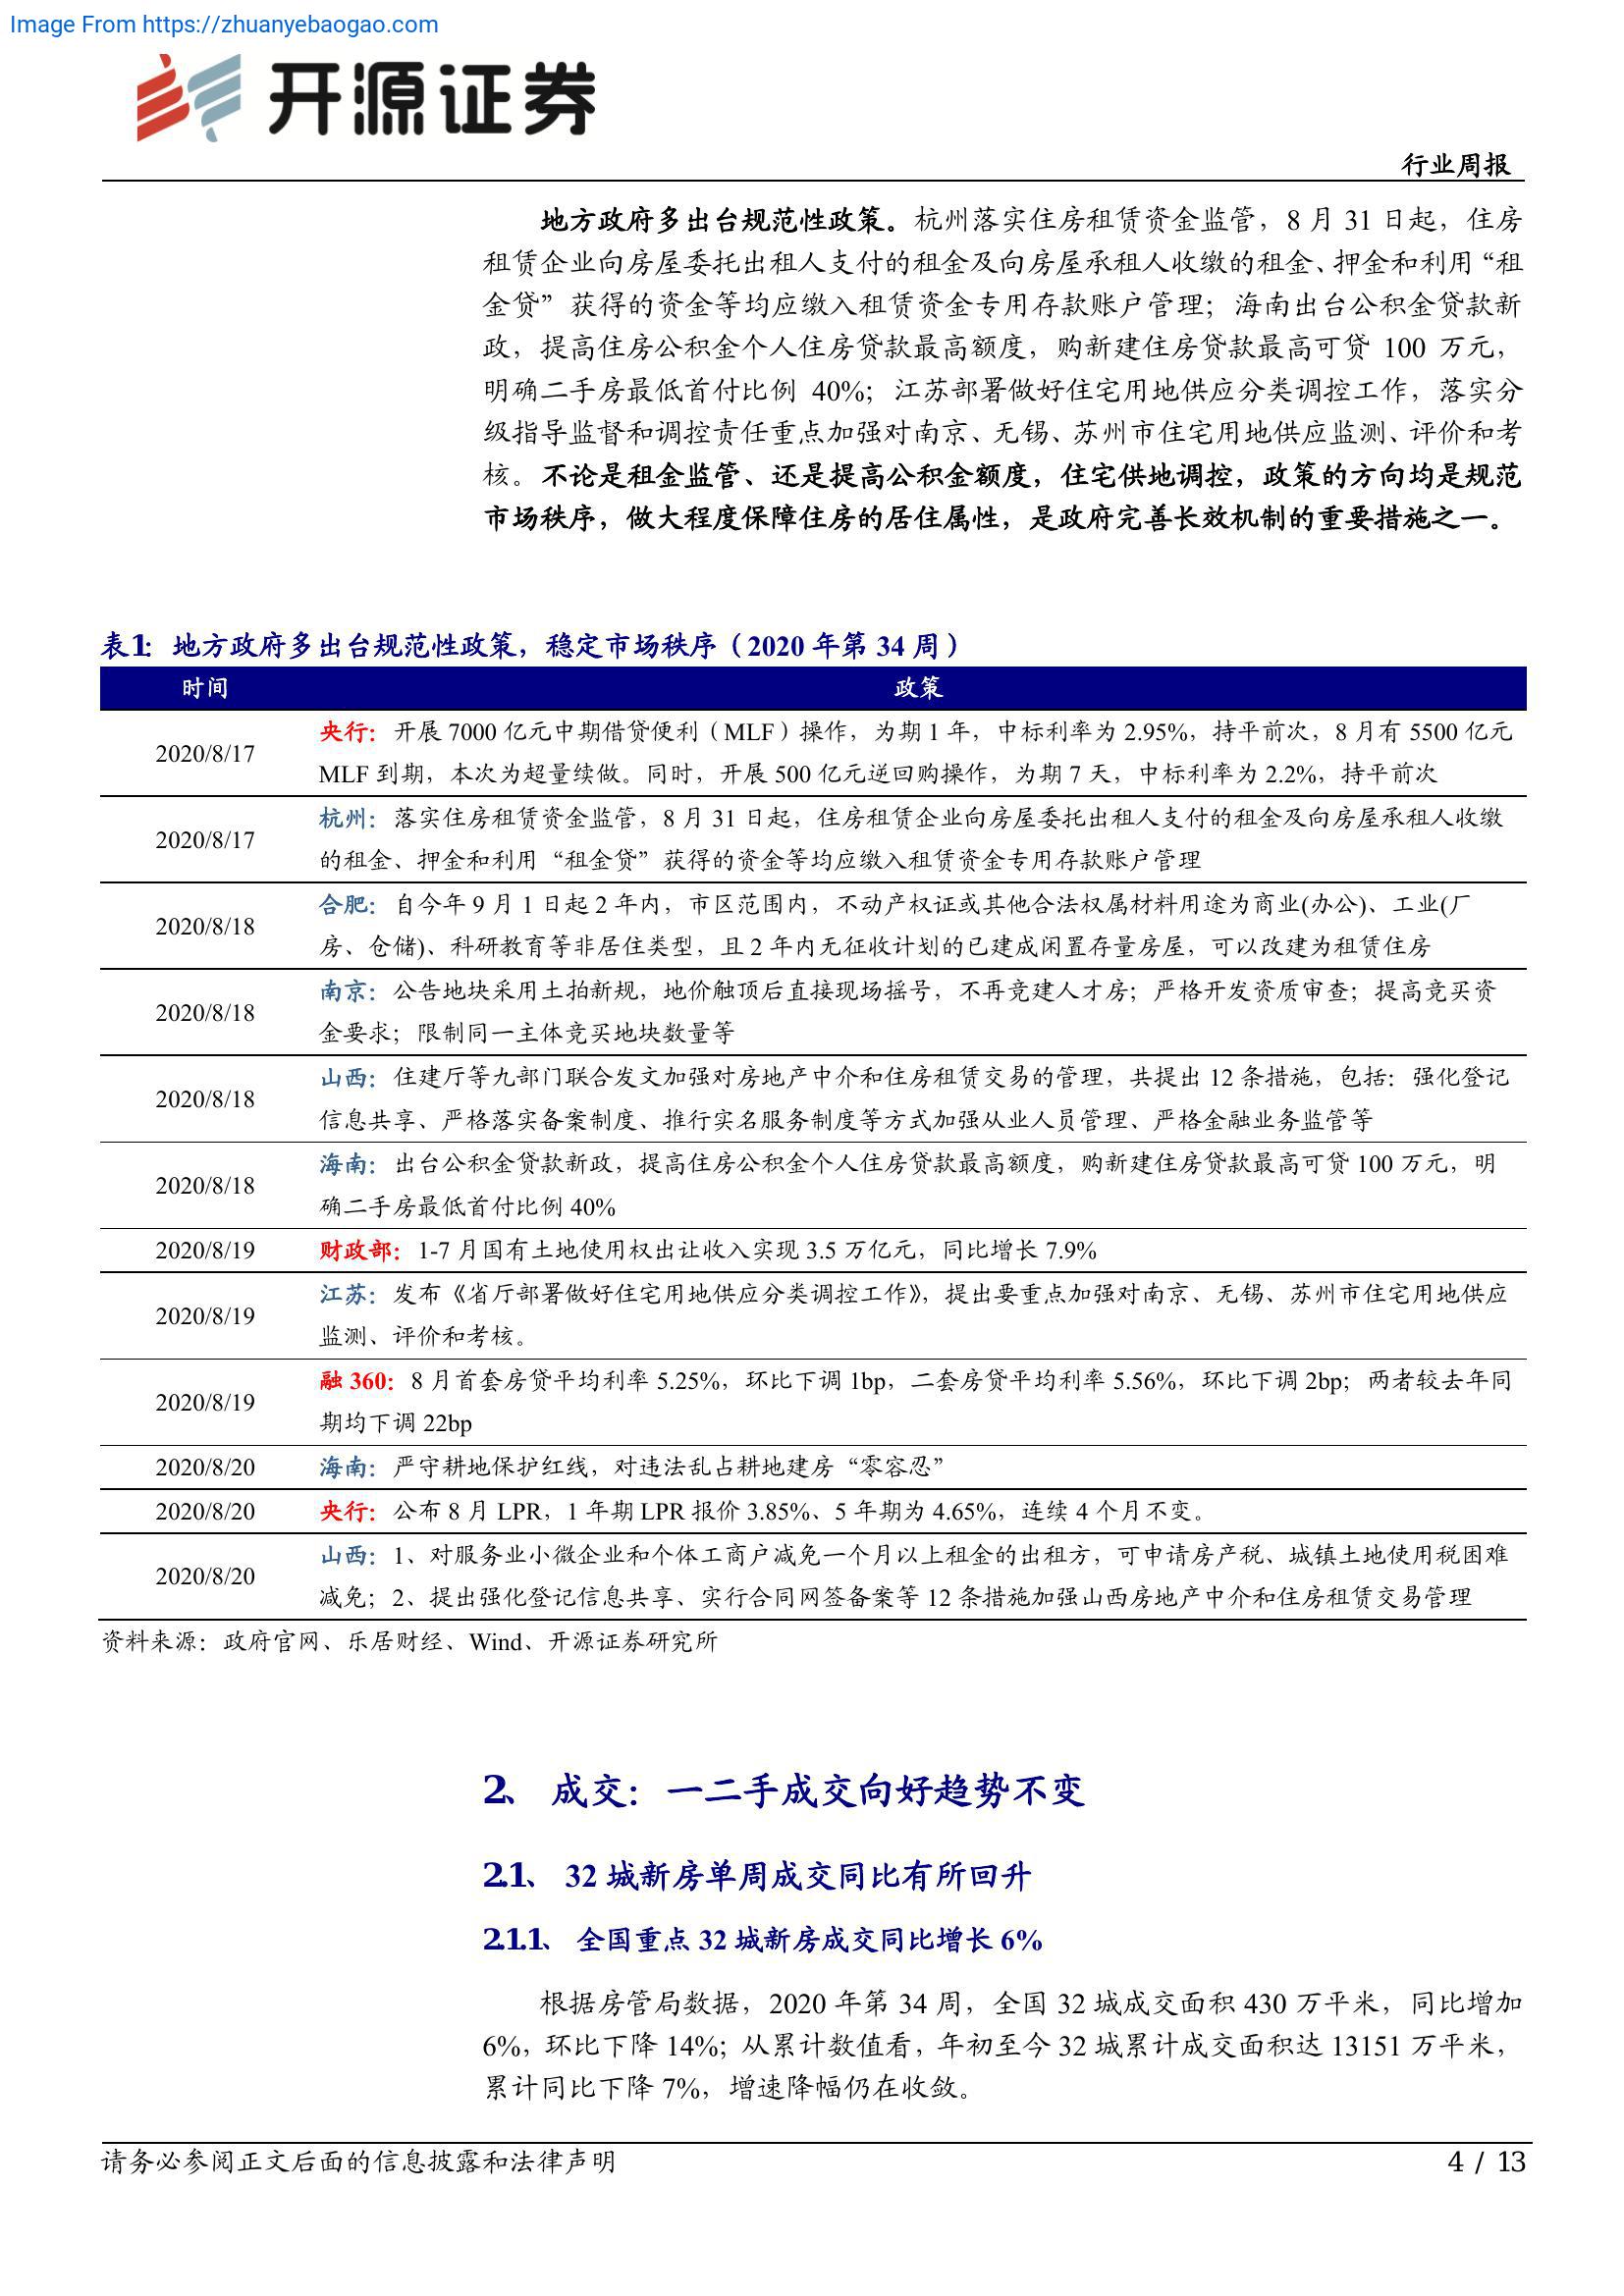 Image From https://zhuanyebaogao.com
开源证券
行业周报
地方政府多出台规范性政策。杭州落实住房租赁资金监管，8 月 31 日起，住房
租赁企业向房屋委托出租人支付的租金及向房屋承租人收缴的租金、押金和利用“租
金贷”获得的资金等均应缴入租赁资金专用存款账户管理；海南出台公积金贷款新
政，提高住房公积金个人住房贷款最高额度，购新建住房贷款最高可贷 100 万元，
明确二手房最低首付比例 40%；江苏部署做好住宅用地供应分类调控工作，落实分
级指导监督和调控责任重点加强对南京、无锡、苏州市住宅用地供应监测、评价和考
核。不论是租金监管、还是提高公积金额度，住宅供地调控，政策的方向均是规范
市场秩序，做大程度保障住房的居住属性，是政府完善长效机制的重要措施之一。
表1：地方政府多出台规范性政策，稳定市场秩序（2020 年第 34 周）
时间 政策
央行：开展 7000 亿元中期借贷便利（MLF）操作，为期 1 年，中标利率为 2.95%，持平前次，8 月有 5500 亿元
2020/8/17
MLF 到期，本次为超量续做。同时，开展 500 亿元逆回购操作，为期 7 天，中标利率为 2.2%，持平前次
杭州：落实住房租赁资金监管，8 月 31 日起，住房租赁企业向房屋委托出租人支付的租金及向房屋承租人收缴
2020/8/17
的租金、押金和利用“租金贷”获得的资金等均应缴入租赁资金专用存款账户管理
合肥：自今年 9 月 1 日起 2 年内，市区范围内，不动产权证或其他合法权属材料用途为商业(办公)、工业(厂
2020/8/18
房、仓储)、科研教育等非居住类型，且 2 年内无征收计划的已建成闲置存量房屋，可以改建为租赁住房
南京：公告地块采用土拍新规，地价触顶后直接现场摇号，不再竞建人才房；严格开发资质审查；提高竞买资
2020/8/18
金要求；限制同一主体竞买地块数量等
山西：住建厅等九部门联合发文加强对房地产中介和住房租赁交易的管理，共提出 12 条措施，包括：强化登记
2020/8/18
信息共享、严格落实备案制度、推行实名服务制度等方式加强从业人员管理、严格金融业务监管等
海南：出台公积金贷款新政，提高住房公积金个人住房贷款最高额度，购新建住房贷款最高可贷 100 万元，明
2020/8/18
确二手房最低首付比例 40%
2020/8/19 财政部：1-7 月国有土地使用权出让收入实现 3.5 万亿元，同比增长 7.9%
江苏：发布《省厅部署做好住宅用地供应分类调控工作》，提出要重点加强对南京、无锡、苏州市住宅用地供应
2020/8/19
监测、评价和考核。
融 360：8 月首套房贷平均利率 5.25%，环比下调 1bp，二套房贷平均利率 5.56%，环比下调 2bp；两者较去年同
2020/8/19
期均下调 22bp
2020/8/20 海南：严守耕地保护红线，对违法乱占耕地建房“零容忍”
2020/8/20 央行：公布 8 月 LPR，1 年期 LPR 报价 3.85%、5 年期为 4.65%，连续 4 个月不变。
山西：1、对服务业小微企业和个体工商户减免一个月以上租金的出租方，可申请房产税、城镇土地使用税困难
2020/8/20
减免；2、提出强化登记信息共享、实行合同网签备案等 12 条措施加强山西房地产中介和住房租赁交易管理
资料来源：政府官网、乐居财经、Wind、开源证券研究所
2、 成交：一二手成交向好趋势不变
2.1、 32 城新房单周成交同比有所回升
2.1.1、 全国重点 32 城新房成交同比增长 6%
根据房管局数据，2020 年第 34 周，全国 32 城成交面积 430 万平米，同比增加
6%，环比下降 14%；从累计数值看，年初至今 32 城累计成交面积达 13151 万平米，
累计同比下降 7%，增速降幅仍在收敛。
请务必参阅正文后面的信息披露和法律声明 4 / 13